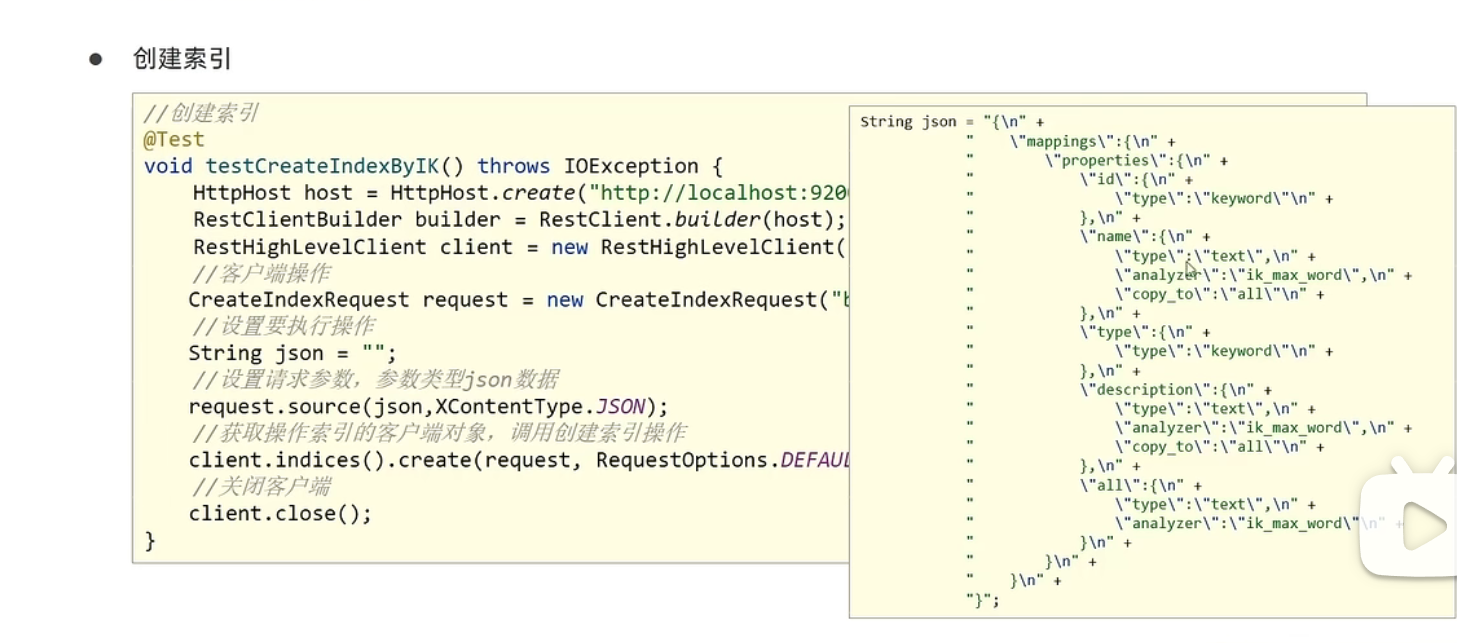 ● 创建索引
//创建索引
@Test
void testCreateIndexByIK() throws IOException {
    HttpHost host = HttpHost.create("http://localhost:920
    RestClientBuilder builder = RestClient.builder(host);
    RestHighLevelClient client = new RestHighLevelClient(
    //客户端操作
    CreateIndexRequest request = new CreateIndexRequest("b
    //设置要执行操作
    String json = "";
    //设置请求参数，参数类型json数据
    request.source(json,XContentType.JSON);
    //获取操作索引的客户端对象，调用创建索引操作
    client.indices().create(request, RequestOptions.DEFAUL
    //关闭客户端
    client.close();
}
String json = "{\n" +
"    \"mappings\":{\n" +
"        \"properties\":{\n" +
"            \"id\":{\n" +
"                \"type\":\"keyword\"\n" +
"            },\n" +
"            \"name\":{\n" +
"                \"type\":\"text\",\n" +
"                \"analyzer\":\"ik_max_word\",\n" +
"                \"copy_to\":\"all\"\n" +
"            },\n" +
"            \"type\":{\n" +
"                \"type\":\"keyword\"\n" +
"            },\n" +
"            \"description\":{\n" +
"                \"type\":\"text\",\n" +
"                \"analyzer\":\"ik_max_word\",\n" +
"                \"copy_to\":\"all\"\n" +
"            },\n" +
"            \"all\":{\n" +
"                \"type\":\"text\",\n" +
"                \"analyzer\":\"ik_max_word\"\n" +
"            }\n" +
"        }\n" +
"    }\n" +
"}";